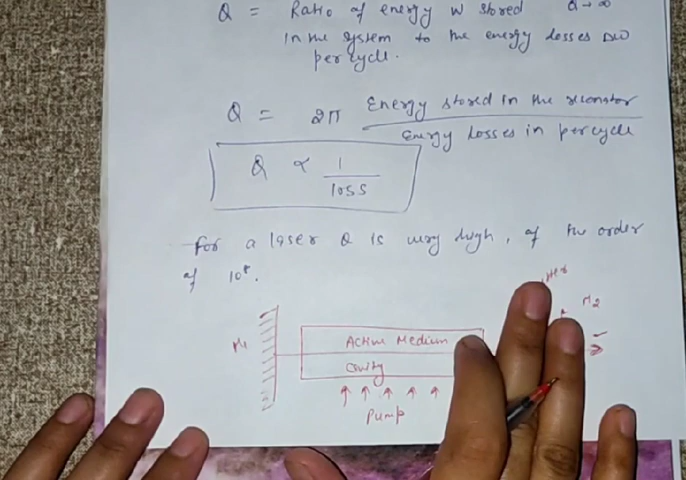 Q = Ratio of energy W stored Q → ∞
in the system to the energy losses
per cycle.
Q = 2π Energy stored in the resonator
Energy losses in per cycle
Q ∝ 1
loss
For a laser Q is very high, of the order
of 10⁸.
M2
M1
Active Medium
Cavity
Pump